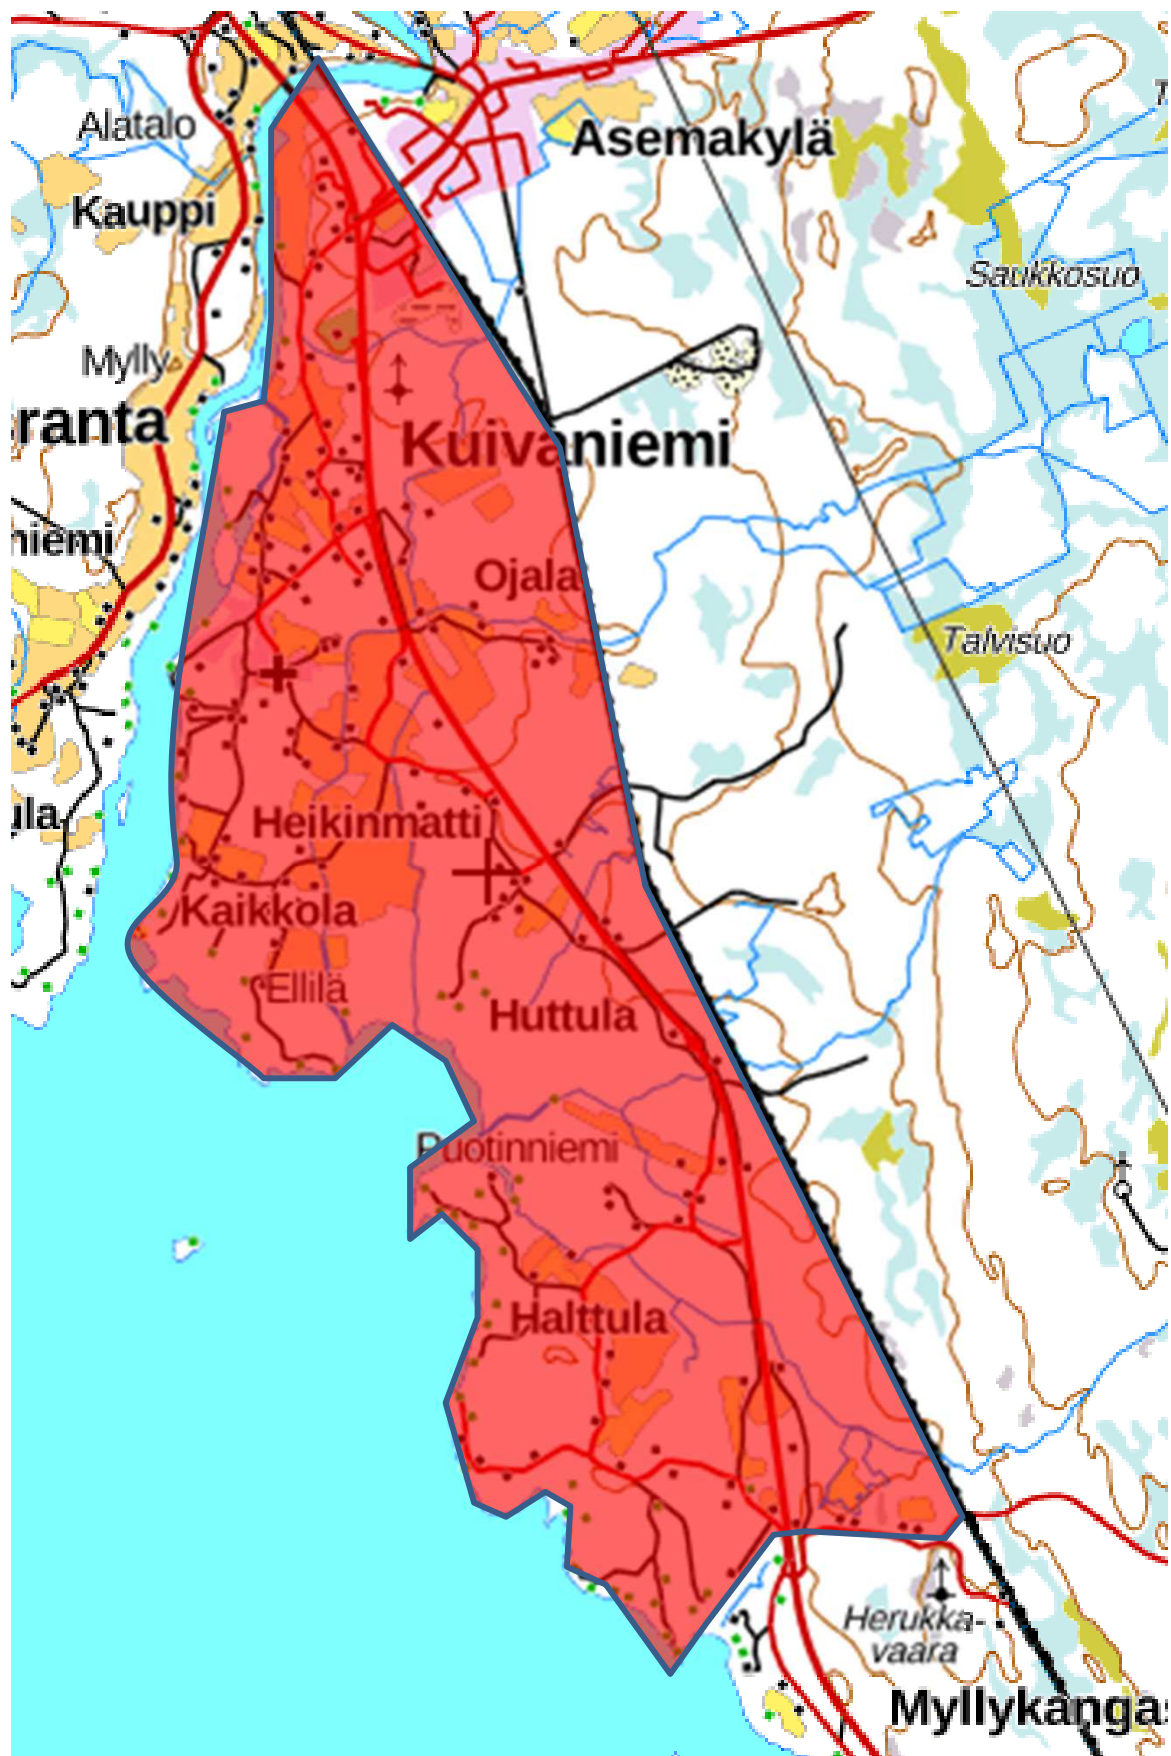 Alatalo
Asemakylä
Kauppi
Saukkosuo
Mylly
ranta
Kuivaniemi
niemi
Ojala
Talvisuo
ula
Heikinmatti
Kaikkola
Ellilä
Huttula
Ruotinniemi
Halttula
Herukka-
vaara
Myllykangas